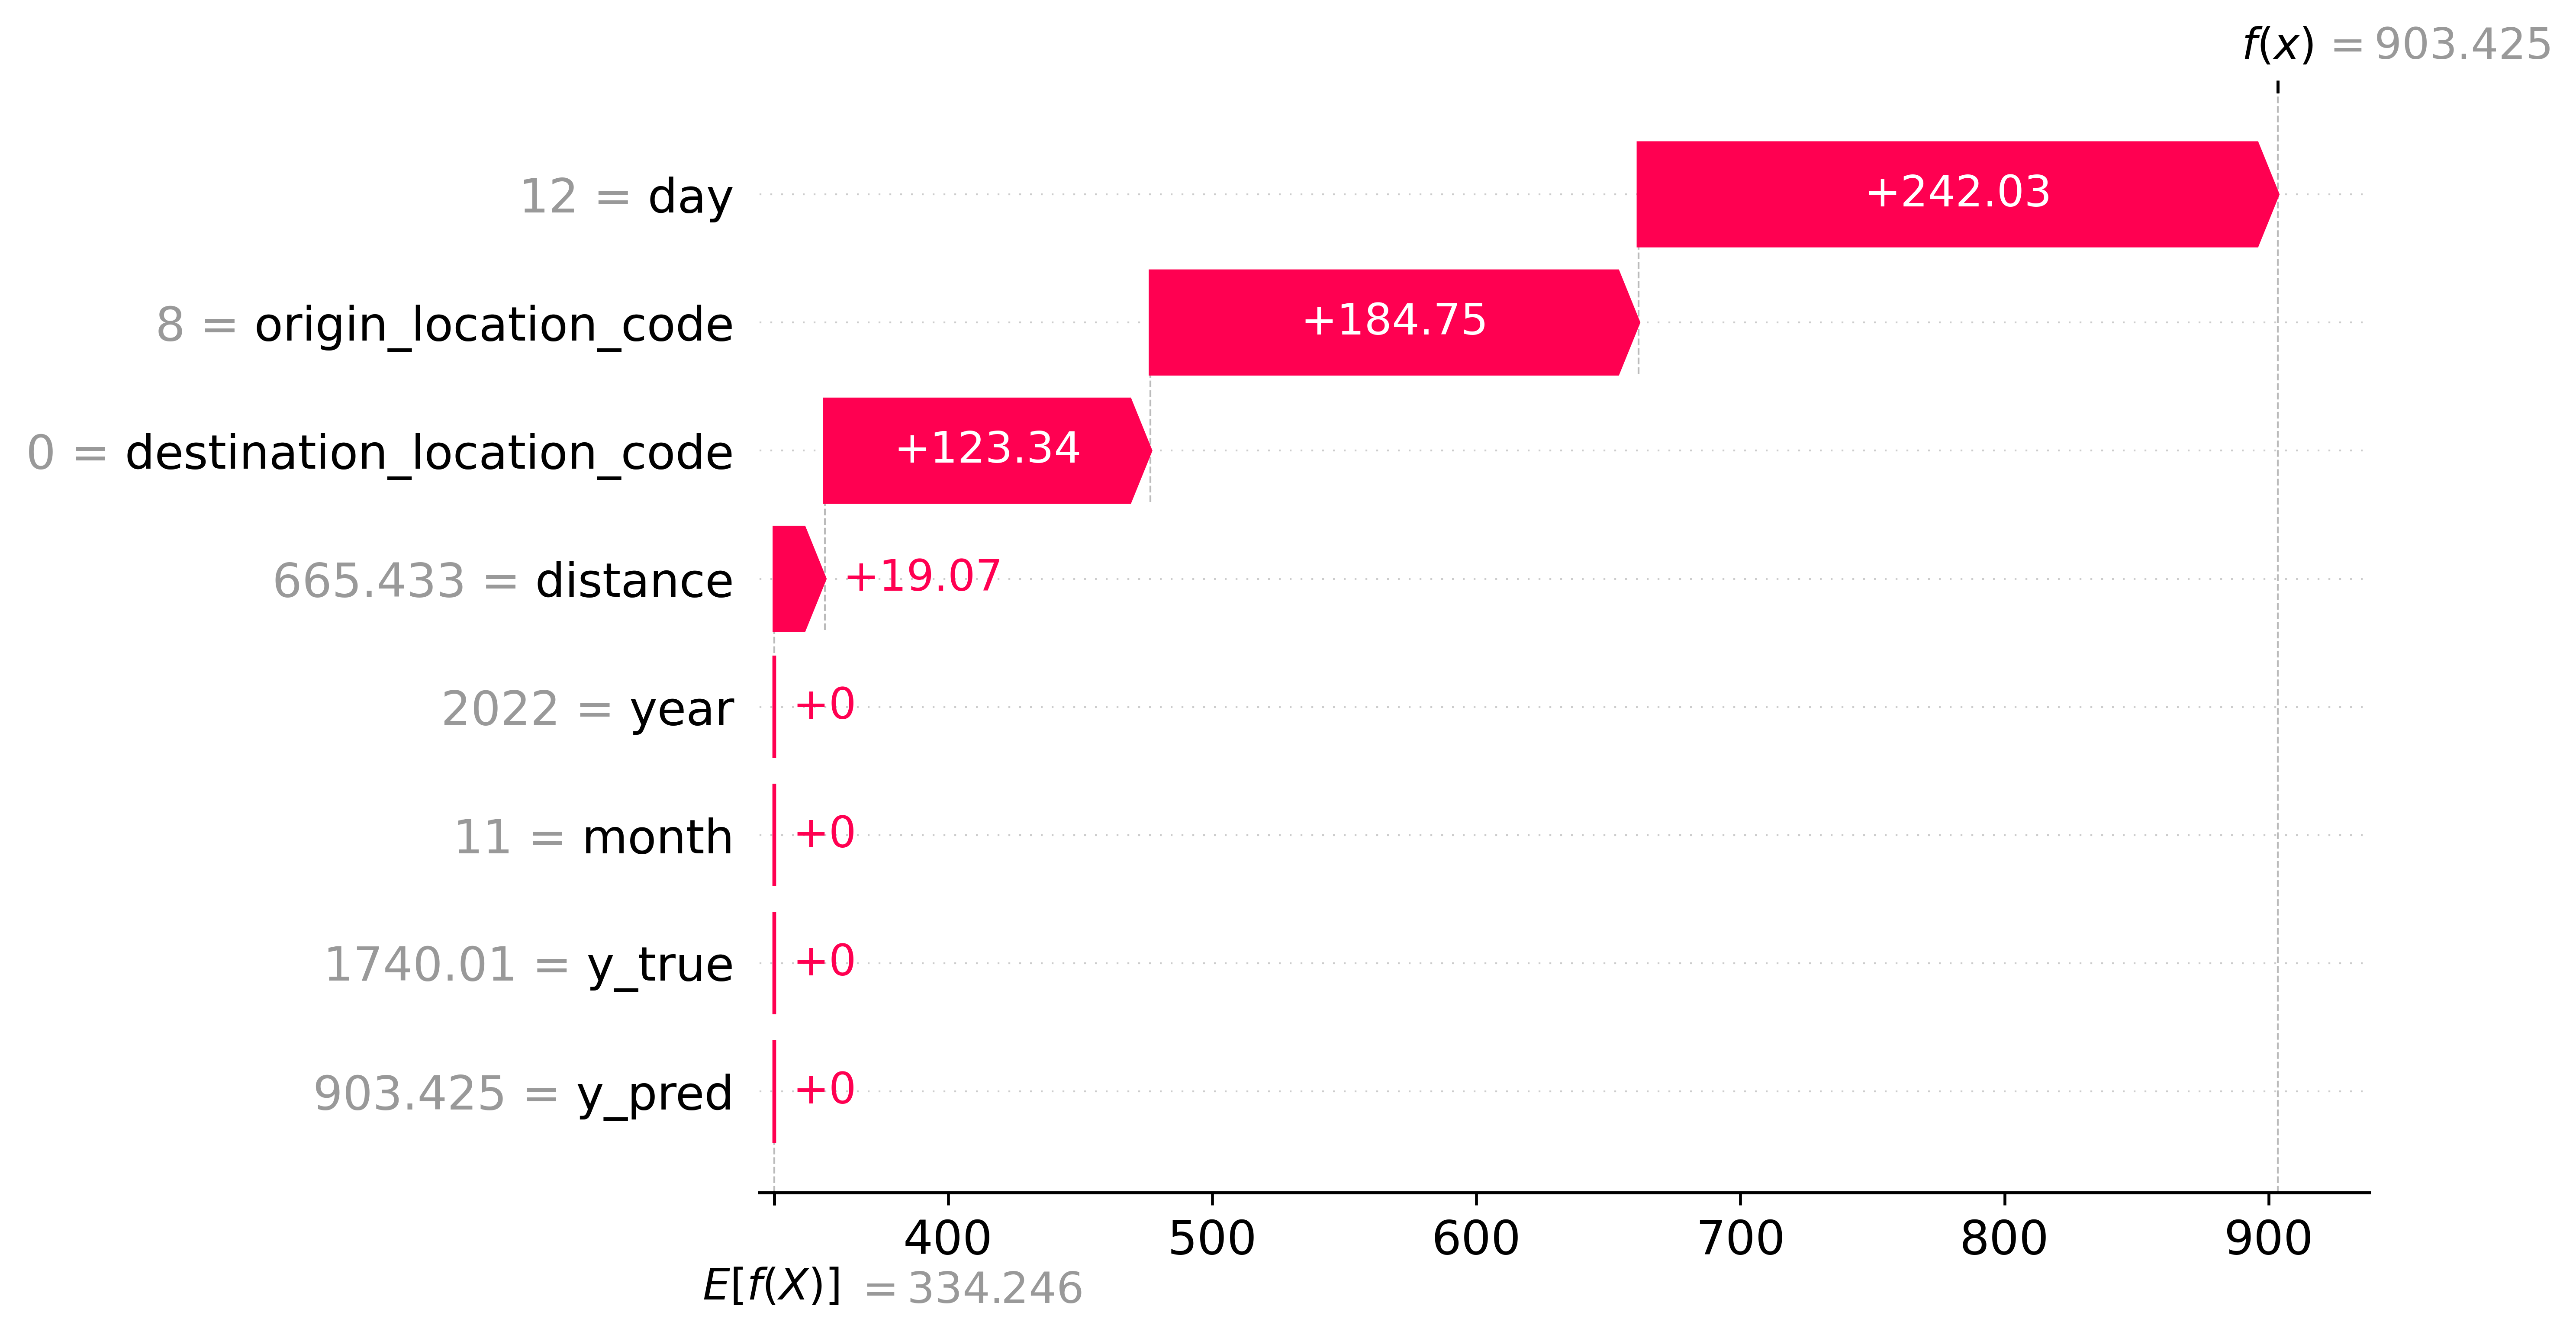 f(x) = 903.425
12 = day
+242.03
8 = origin_location_code
+184.75
0 = destination_location_code
+123.34
665.433 = distance
+19.07
2022 = year
+0
11 = month
+0
1740.01 = y_true
+0
903.425 = y_pred
+0
400 500 600 700 800 900
E[f(X)] = 334.246